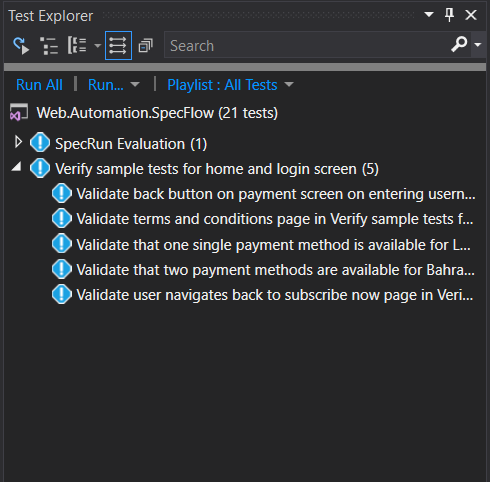 Test Explorer
Search
Run All | Run... | Playlist : All Tests
Web.Automation.SpecFlow (21 tests)
SpecRun Evaluation (1)
Verify sample tests for home and login screen (5)
Validate back button on payment screen on entering usern...
Validate terms and conditions page in Verify sample tests f...
Validate that one single payment method is available for L...
Validate that two payment methods are available for Bahra...
Validate user navigates back to subscribe now page in Veri...